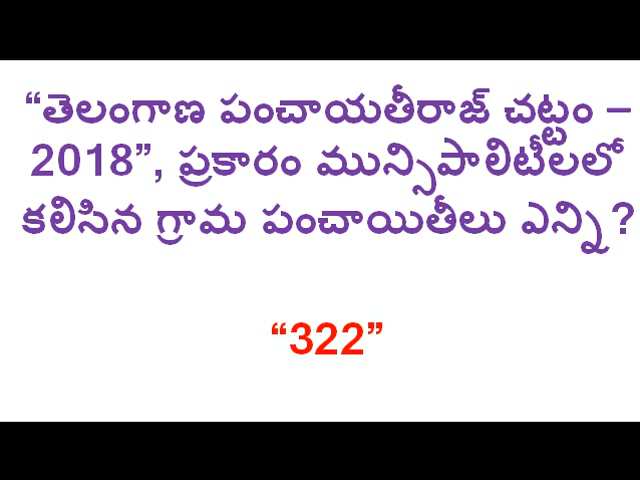 “తెలంగాణ పంచాయతీరాజ్ చట్టం –
2018”, ప్రకారం మున్సిపాలిటీలలో
కలిసిన గ్రామ పంచాయితీలు ఎన్ని?
“322”